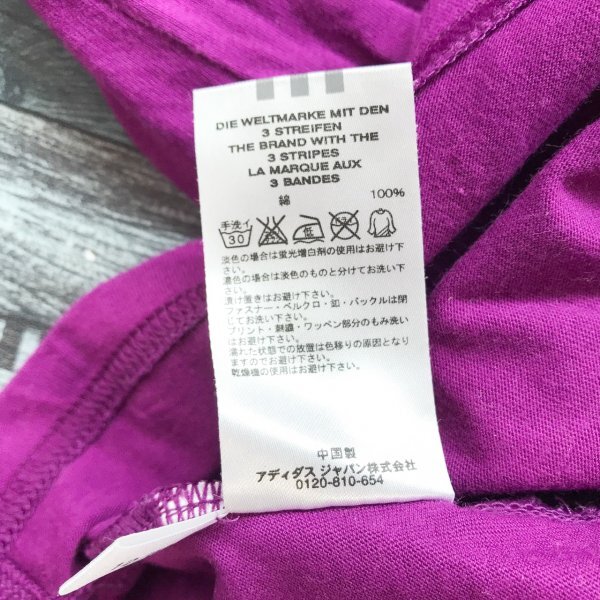 DIE WELTMARKE MIT DEN
3 STREIFEN
THE BRAND WITH THE
3 STRIPES
LA MARQUE AUX
3 BANDES
綿 100%
手洗イ
30 低
淡色の場合は蛍光増白剤の使用はお避け下
さい。
濃色の場合は淡色のものと分けてお洗い下
さい。
漬け置きはお避け下さい。
ファスナー・ベルクロ・釦・バックルは閉
じてお洗い下さい。
プリント・刺繍・ワッペン部分のもみ洗い
はお避け下さい。
濡れた状態での放置は色移りの原因となり
ますのでお避け下さい。
乾燥機の使用はお避け下さい。
中国製
アディダス ジャパン株式会社
0120-810-654